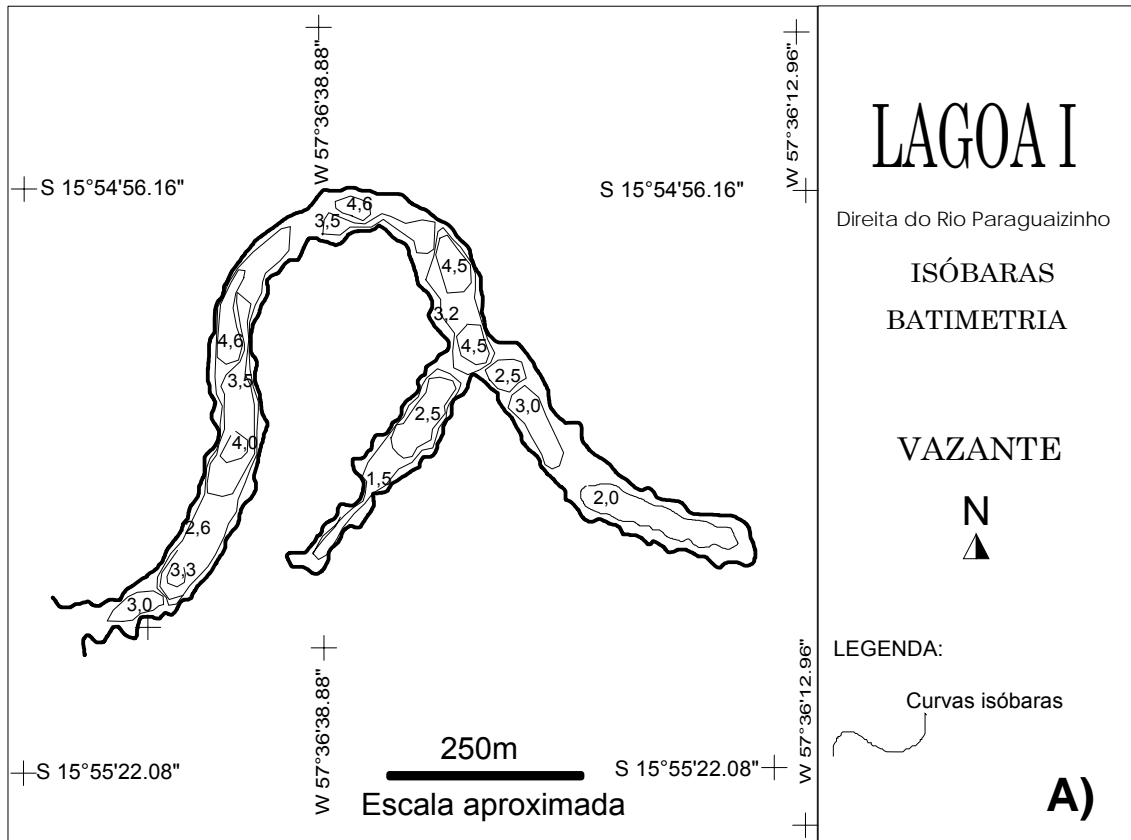 W 57°36'38.88"
W 57°36'12.96"
S 15°54'56.16"
S 15°54'56.16"
4,6
3,5
4,5
3,2
4,6
4,5
3,5
2,5
3,0
2,5
4,0
1,5
2,0
2,6
3,3
3,0
W 57°36'38.88"
W 57°36'12.96"
S 15°55'22.08"
250m
S 15°55'22.08"
Escala aproximada
LAGOA I
Direita do Rio Paraguaizinho
ISÓBARAS
BATIMETRIA
VAZANTE
N
LEGENDA:
Curvas isóbaras
A)